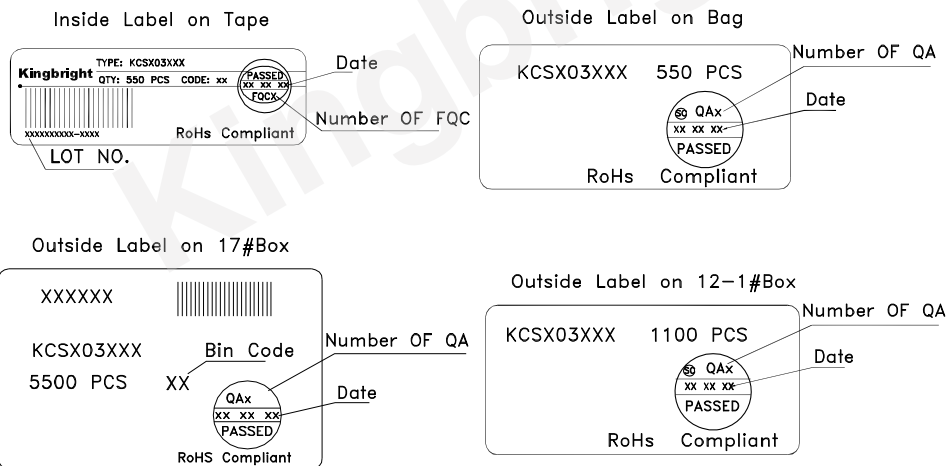 Inside Label on Tape
Kingbright
TYPE: KCSX03XXX
QTY: 550 PCS CODE: xx
PASSED
xx xx xx
FQCX
Date
Number OF FQC
xxxxxxxxxx-xxxx
RoHs Compliant
LOT NO.
Outside Label on Bag
KCSX03XXX 550 PCS
Number OF QA
SQ QAx
Date
xx xx xx
PASSED
RoHs Compliant
Outside Label on 17#Box
XXXXXX
KCSX03XXX Bin Code
5500 PCS XX
Number OF QA
QAx
Date
xx xx xx
PASSED
RoHS Compliant
Outside Label on 12-1#Box
KCSX03XXX 1100 PCS
Number OF QA
SQ QAx
Date
xx xx xx
PASSED
RoHs Compliant
Kingbrigh